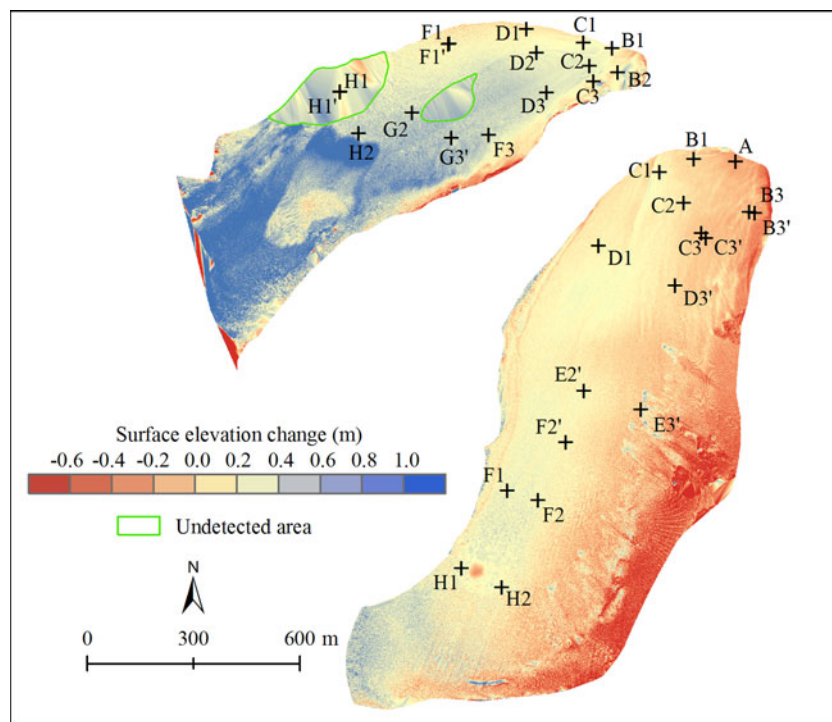 F1
F1'
D1
D2
C1
B1
C2
B2
C3
D3
H1
H1'
G2
H2
G3'
F3
B1
A
C1
C2
B3
B3'
C3
C3'
D1
D3'
E2'
E3'
F2'
F1
F2
H1
H2
Surface elevation change (m)
-0.6 -0.4 -0.2 0.0 0.2 0.4 0.6 0.8 1.0
Undetected area
N
0 300 600 m